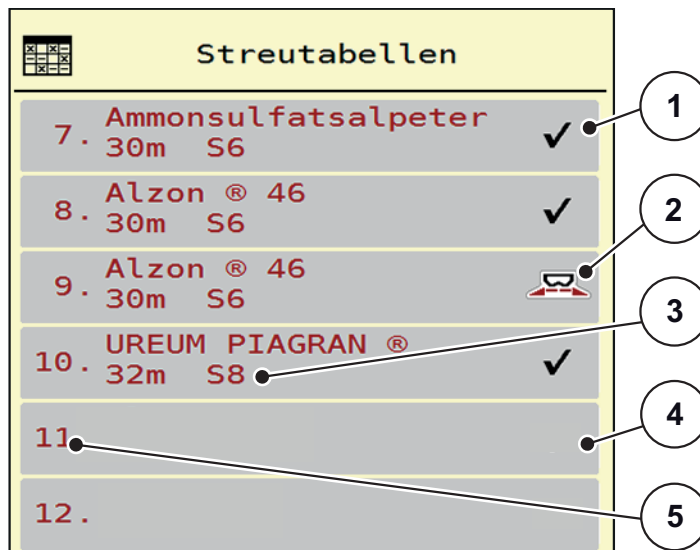 Streutabellen
7. Ammonsulfatsalpeter
30m S6
✓
8. Alzon ® 46
30m S6
✓
9. Alzon ® 46
30m S6
10. UREUM PIAGRAN ®
32m S8
✓
11
12.
1
2
3
4
5